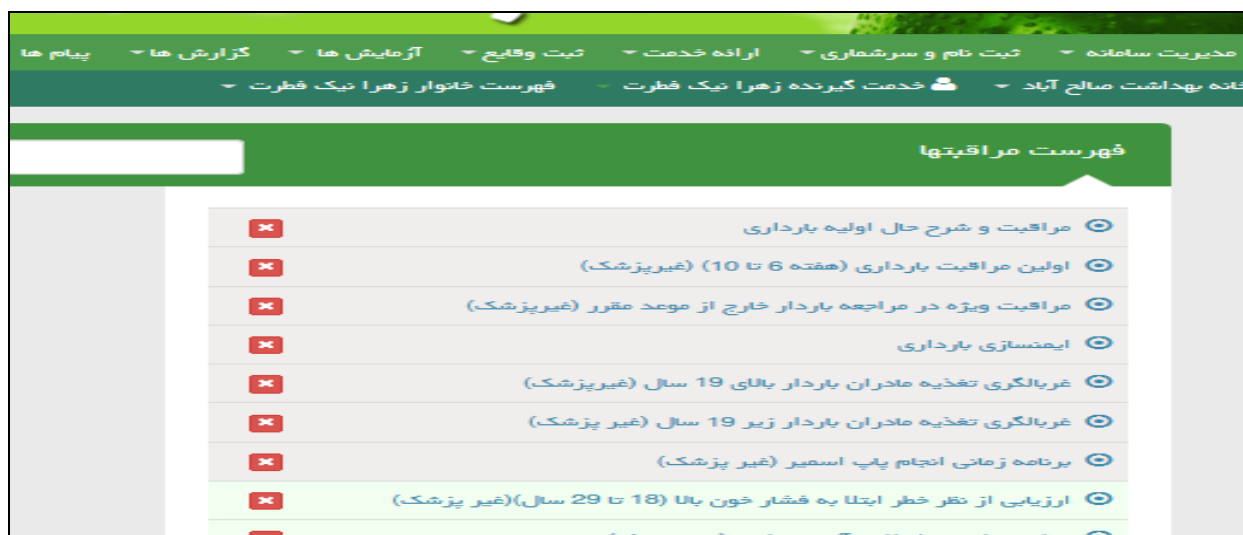 مدیریت سامانه ثبت نام و سرشماری ارائه خدمت ثبت وقایع آزمایش ها گزارش ها پیام ها
خانه بهداشت صالح آباد خدمت گیرنده زهرا نیک فطرت فهرست خانوار زهرا نیک فطرت
فهرست مراقبتها
مراقبت و شرح حال اولیه بارداری
اولین مراقبت بارداری (هفته 6 تا 10) (غیرپزشک)
مراقبت ویژه در مراجعه باردار خارج از موعد مقرر (غیرپزشک)
ایمنسازی بارداری
غربالگری تغذیه مادران باردار بالای 19 سال (غیرپزشک)
غربالگری تغذیه مادران باردار زیر 19 سال (غیر پزشک)
برنامه زمانی انجام پاپ اسمیر (غیر پزشک)
ارزیابی از نظر خطر ابتلا به فشار خون بالا (18 تا 29 سال)(غیر پزشک)